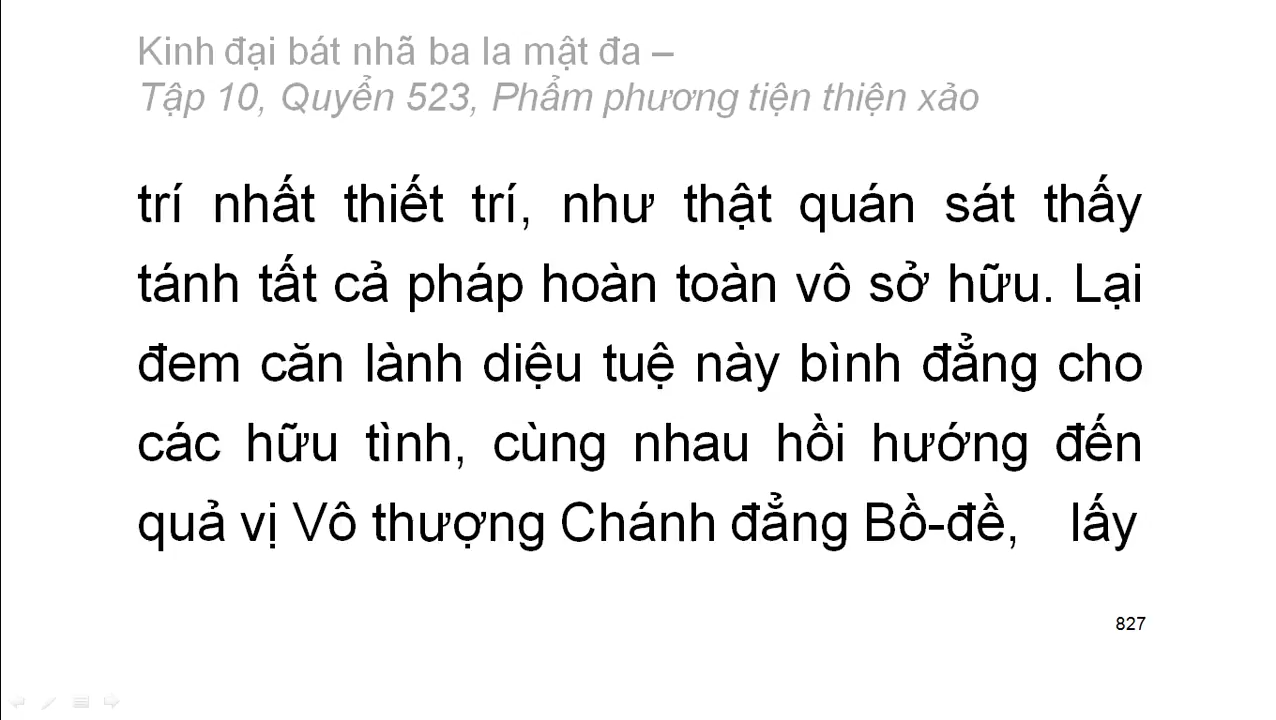 Kinh đại bát nhã ba la mật đa –
Tập 10, Quyển 523, Phẩm phương tiện thiện xảo
trí nhất thiết trí, như thật quán sát thấy
tánh tất cả pháp hoàn toàn vô sở hữu. Lại
đem căn lành diệu tuệ này bình đẳng cho
các hữu tình, cùng nhau hồi hướng đến
quả vị Vô thượng Chánh đẳng Bồ-đề, lấy
827